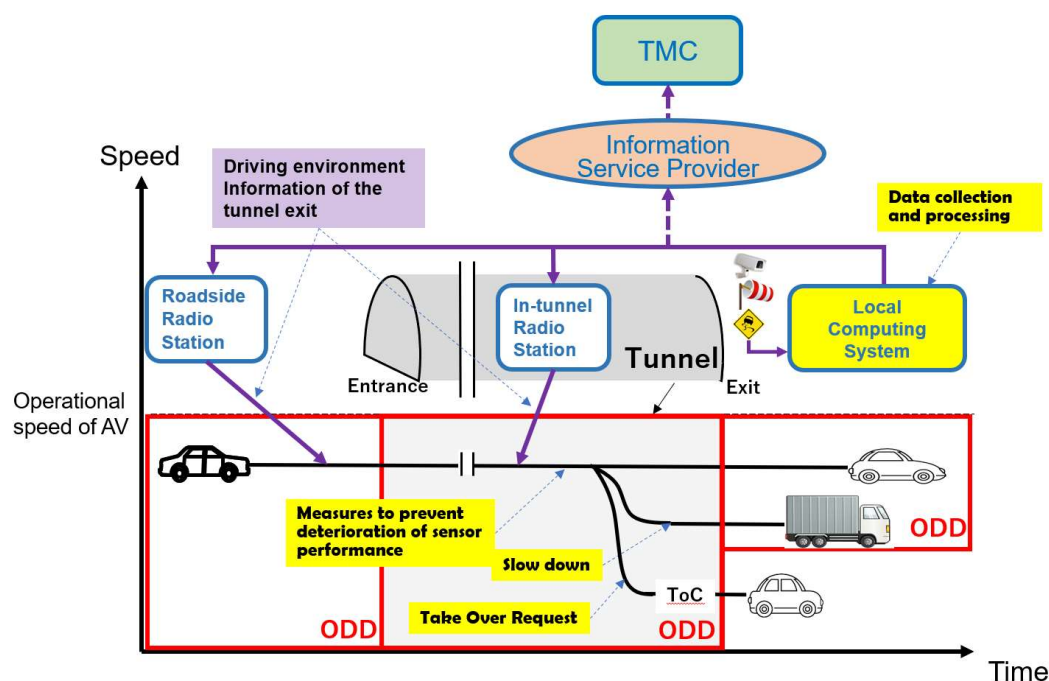 TMC
Information
Service Provider
Speed
Driving environment
Information of the
tunnel exit
Data collection
and processing
Roadside
Radio
Station
In-tunnel
Radio
Station
Local
Computing
System
Tunnel
Entrance
Exit
Operational
speed of AV
Measures to prevent
deterioration of sensor
performance
Slow down
ODD
ToC
Take Over Request
ODD
ODD
Time